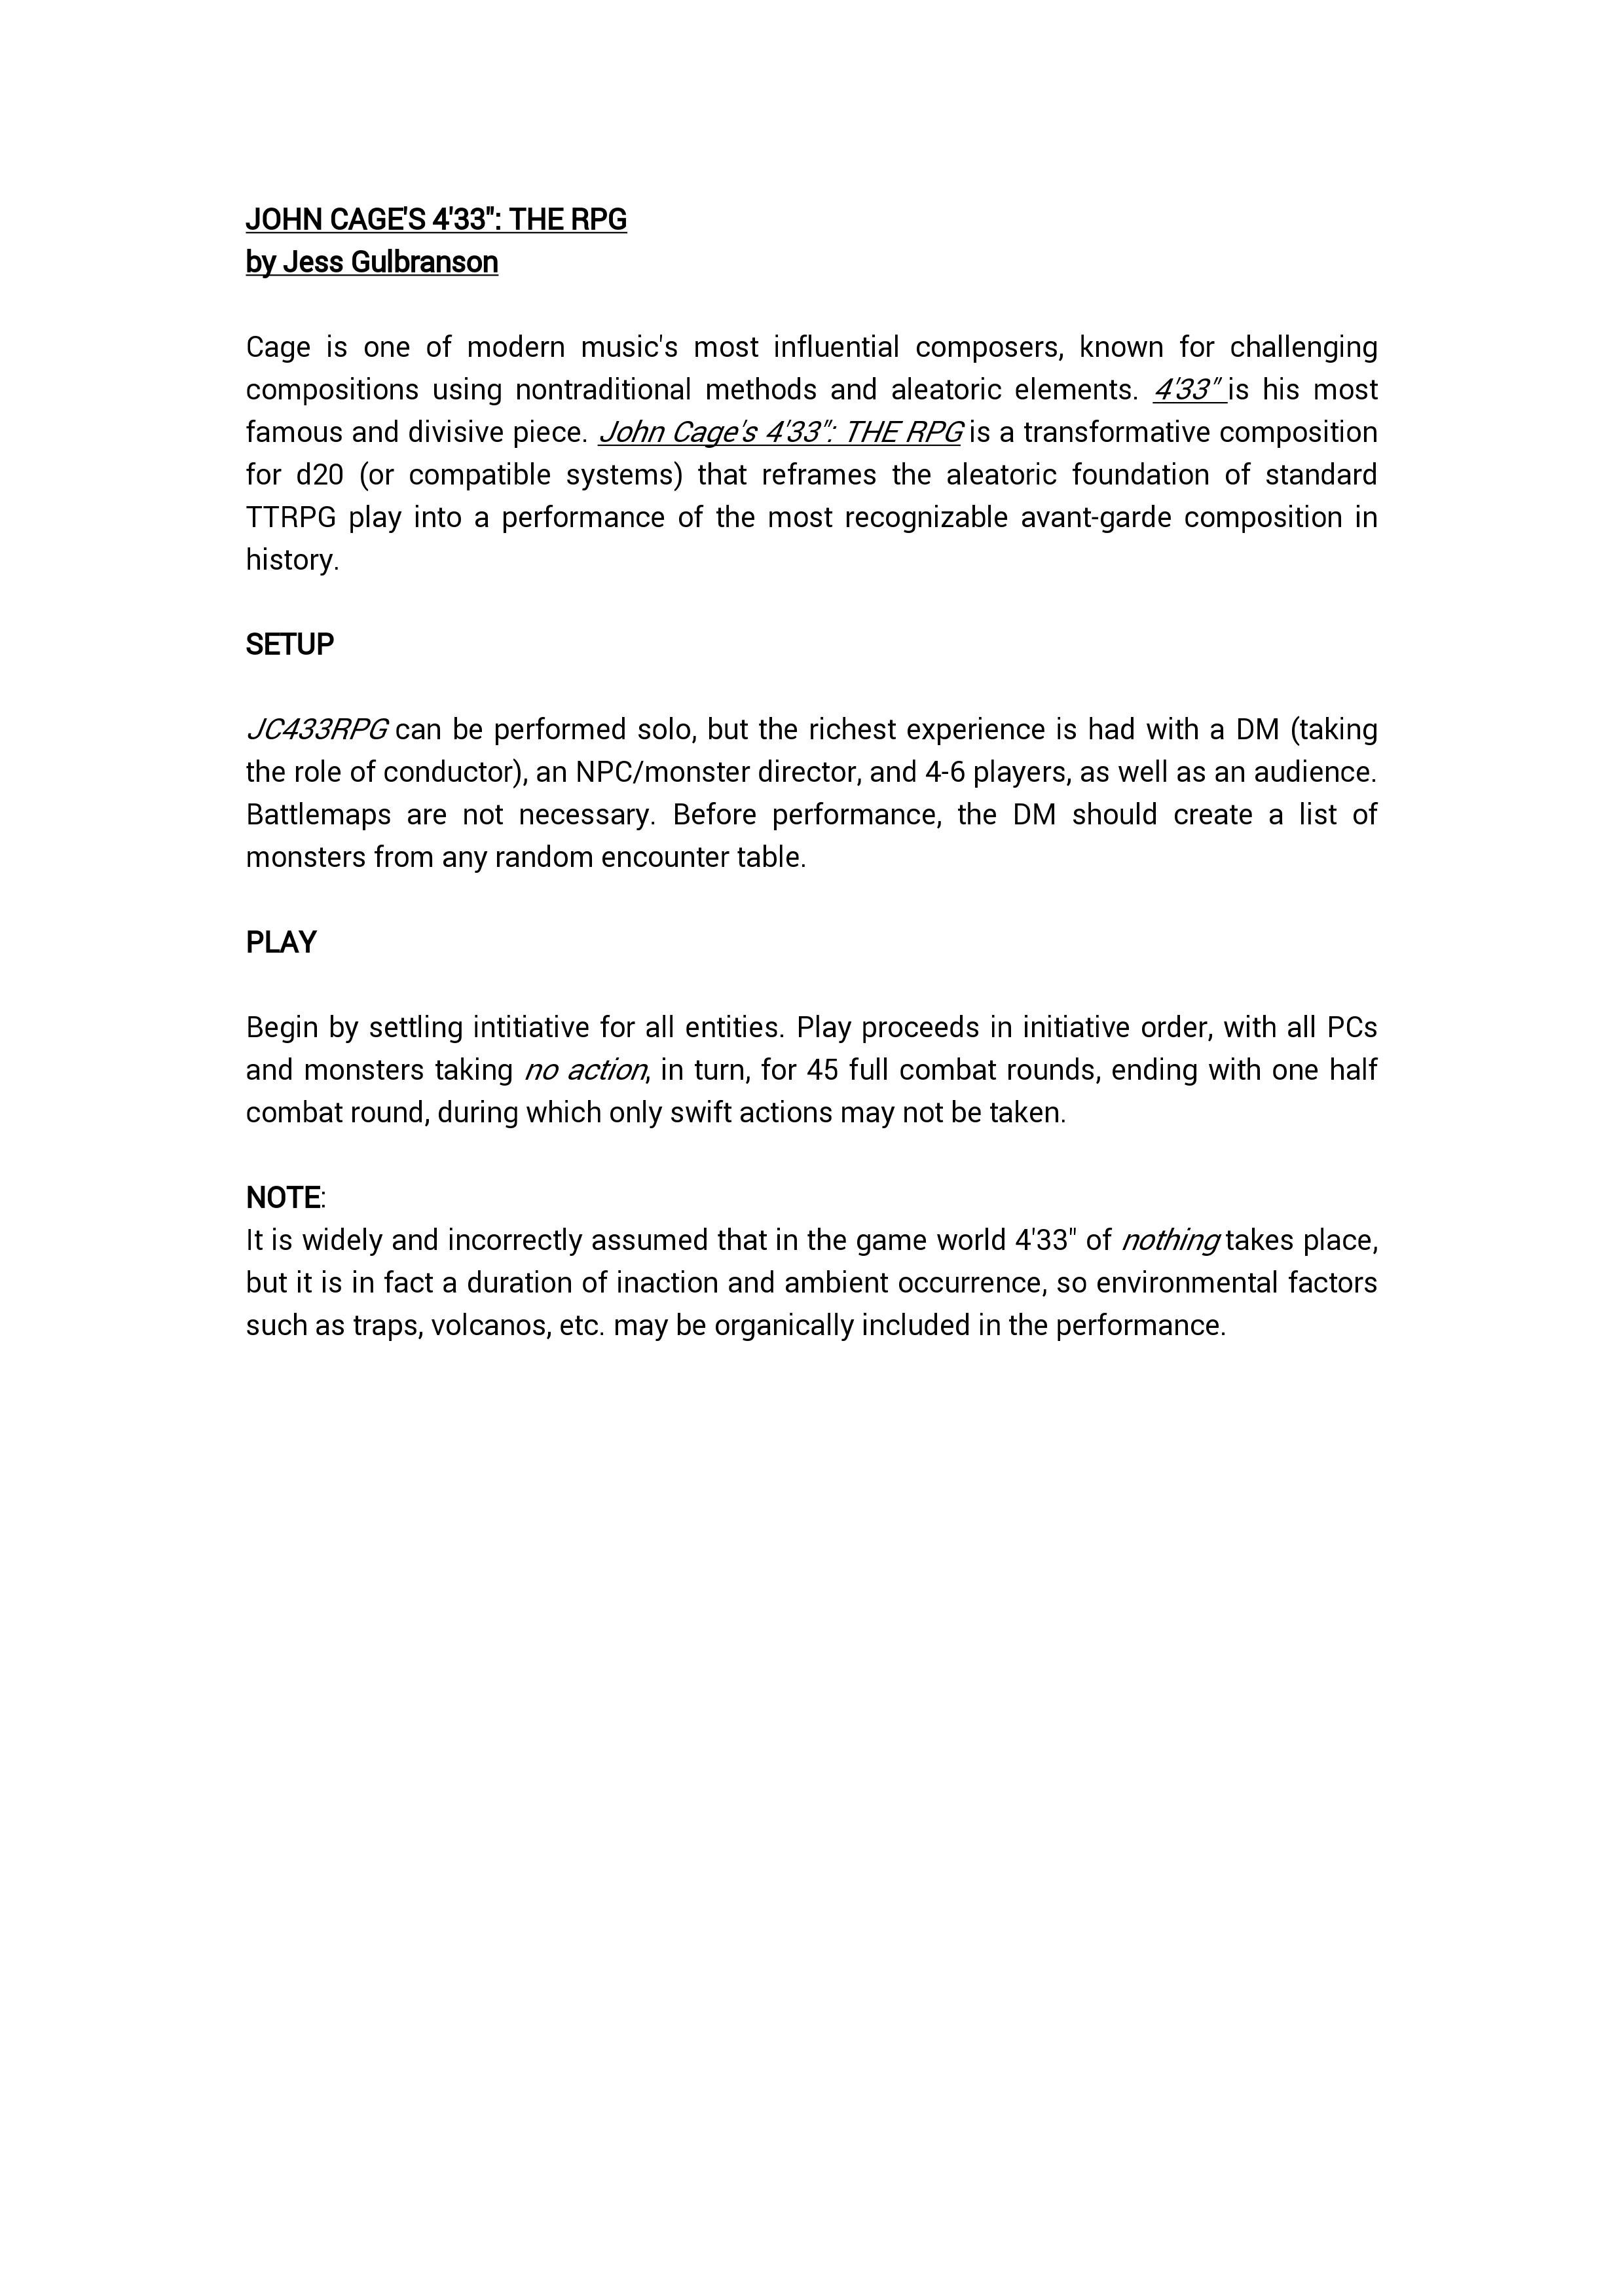 JOHN CAGE'S 4'33": THE RPG
by Jess Gulbranson
Cage is one of modern music's most influential composers, known for challenging
compositions using nontraditional methods and aleatoric elements. 4'33" is his most
famous and divisive piece. John Cage's 4'33": THE RPG is a transformative composition
for d20 (or compatible systems) that reframes the aleatoric foundation of standard
TTRPG play into a performance of the most recognizable avant-garde composition in
history.
SETUP
JC433RPG can be performed solo, but the richest experience is had with a DM (taking
the role of conductor), an NPC/monster director, and 4-6 players, as well as an audience.
Battlemaps are not necessary. Before performance, the DM should create a list of
monsters from any random encounter table.
PLAY
Begin by settling intitiative for all entities. Play proceeds in initiative order, with all PCs
and monsters taking no action, in turn, for 45 full combat rounds, ending with one half
combat round, during which only swift actions may not be taken.
NOTE:
It is widely and incorrectly assumed that in the game world 4'33" of nothing takes place,
but it is in fact a duration of inaction and ambient occurrence, so environmental factors
such as traps, volcanos, etc. may be organically included in the performance.